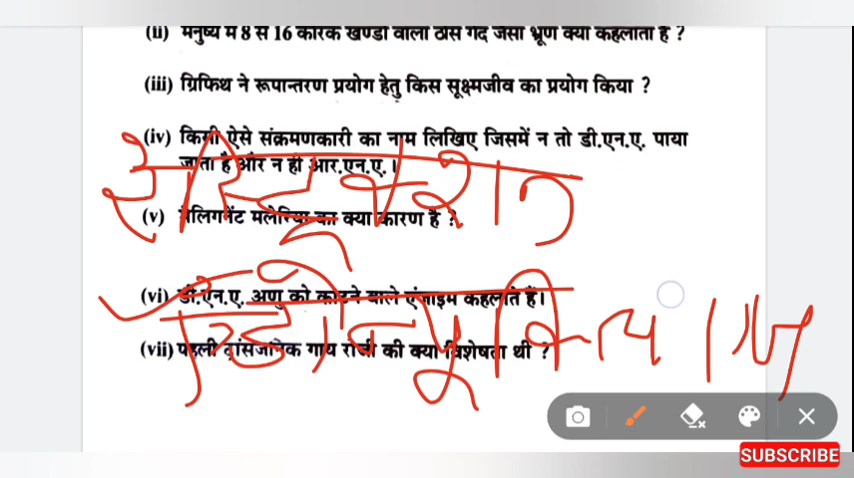 (ii) मनुष्य में 8 से 16 कोरक खण्डों वाला ठोस गेंद जैसा भ्रूण क्या कहलाता है ?
(iii) ग्रिफिथ ने रूपान्तरण प्रयोग हेतु किस सूक्ष्मजीव का प्रयोग किया ?
(iv) किसी ऐसे संक्रमणकारी का नाम लिखिए जिसमें न तो डी.एन.ए. पाया
जाता है और न ही आर.एन.ए. ।
(v) मैलिगनेंट मलेरिया का क्या कारण है ?
(vi) डी.एन.ए. अणु को काटने वाले एंजाइम कहलाते हैं।
(vii) पहली ट्रांसजेनिक गाय रोजी की क्या विशेषता थी ?
SUBSCRIBE